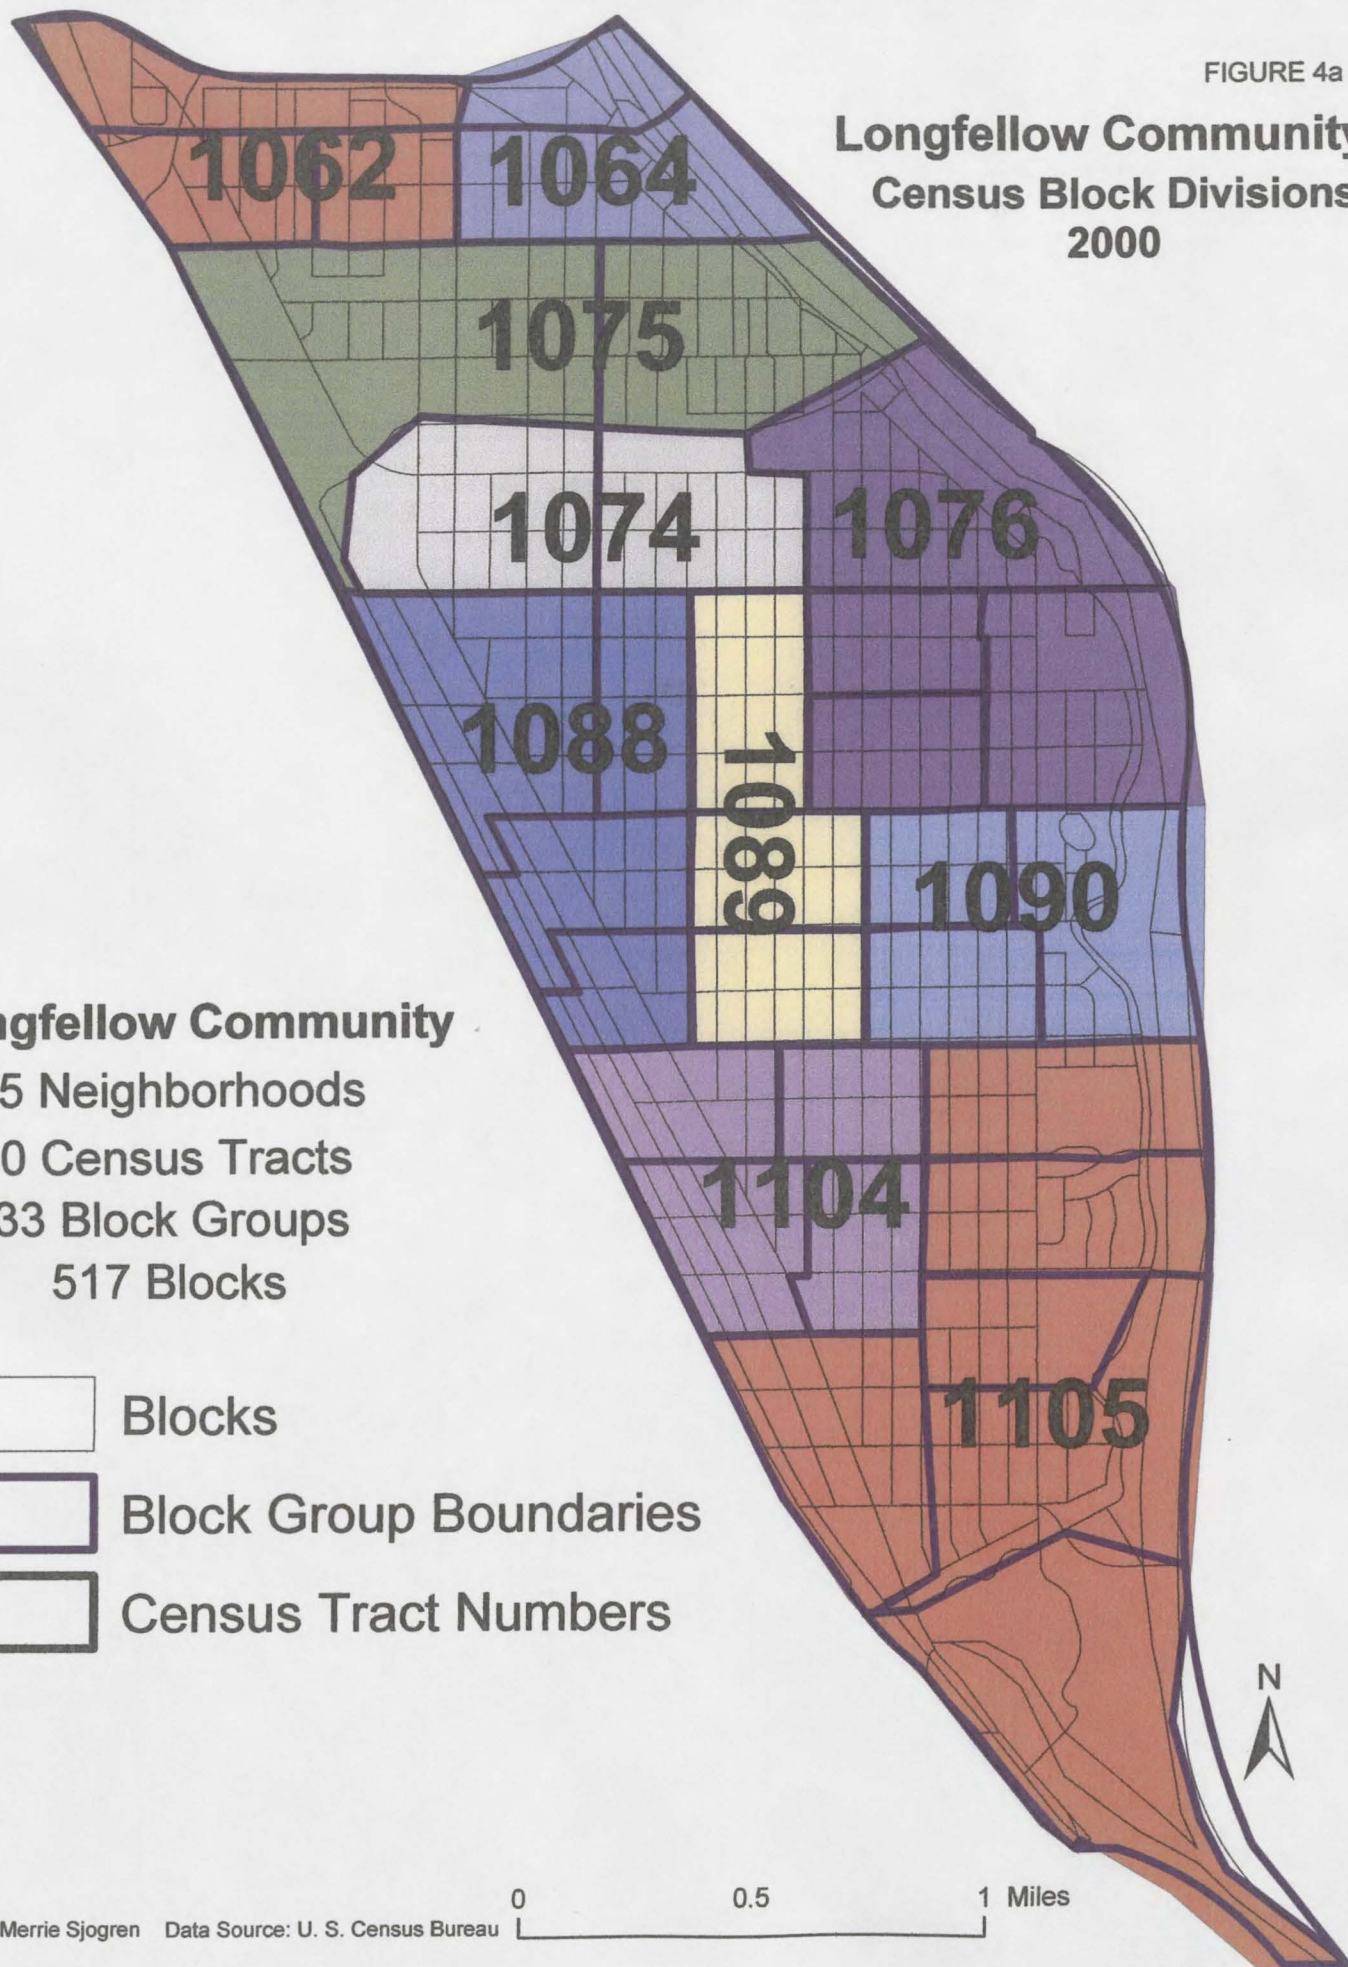 FIGURE 4a
Longfellow Community
Census Block Divisions
2000
1062
1064
1075
1074
1076
1088
1089
1090
1104
1105
ngfellow Community
5 Neighborhoods
0 Census Tracts
33 Block Groups
517 Blocks
Blocks
Block Group Boundaries
Census Tract Numbers
N
0 0.5 1 Miles
Merrie Sjogren Data Source: U. S. Census Bureau